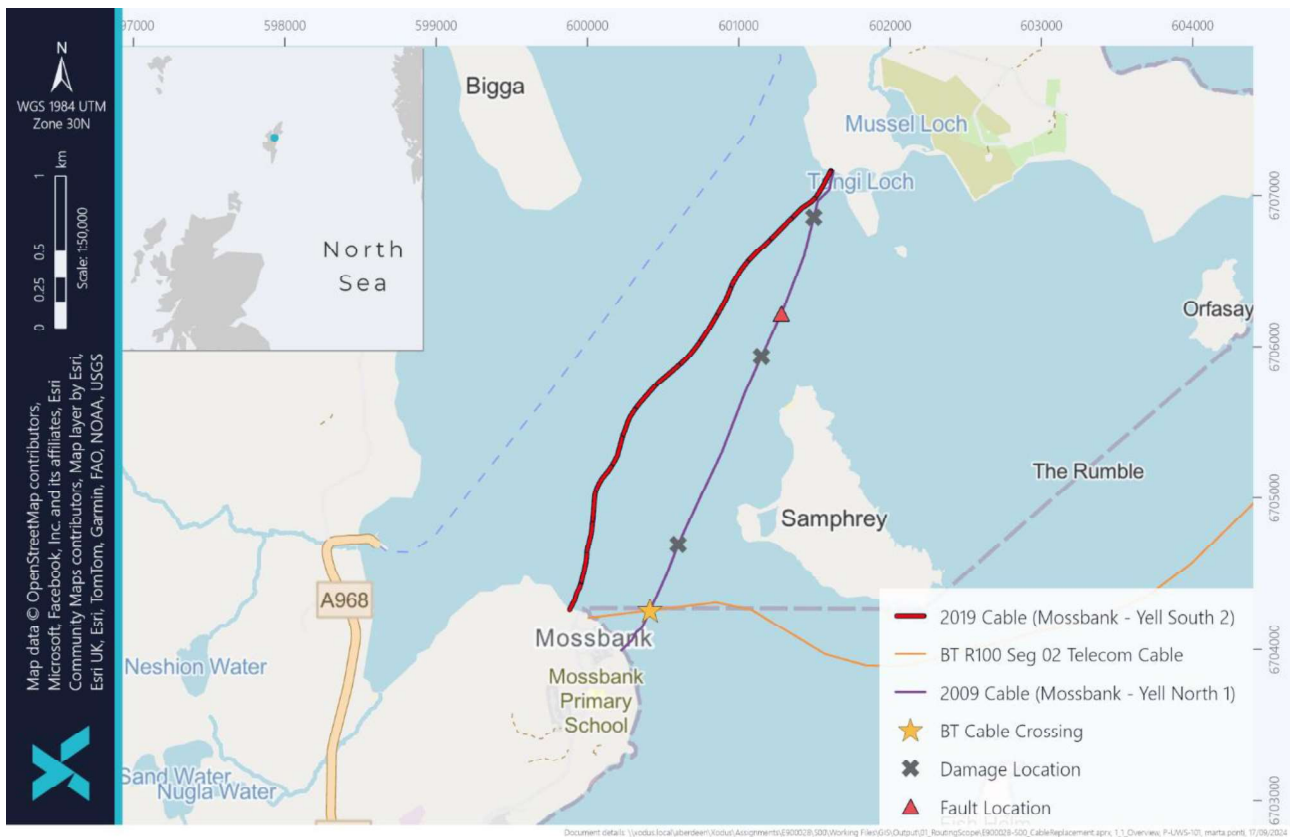 97000 598000 599000 600000 601000 602000 603000 604000
N
WGS 1984 UTM
Zone 30N
0 0.25 0.5 1
km
Scale: 1:50,000
Map data © OpenStreetMap contributors,
Microsoft, Facebook, Inc. and its affiliates, Esri
Community Maps contributors, Map layer by Esri,
Esri UK, Esri, TomTom, Garmin, FAO, NOAA, USGS
North
Sea
Bigga
Mussel Loch
Tongi Loch
6707000
Orfasay
6706000
The Rumble
6705000
Samphrey
A968
Mossbank
6704000
Neshion Water
Mossbank
Primary
School
Sand Water
Nugla Water
6703000
2019 Cable (Mossbank - Yell South 2)
BT R100 Seg 02 Telecom Cable
2009 Cable (Mossbank - Yell North 1)
BT Cable Crossing
Damage Location
Fault Location
Fish Holm